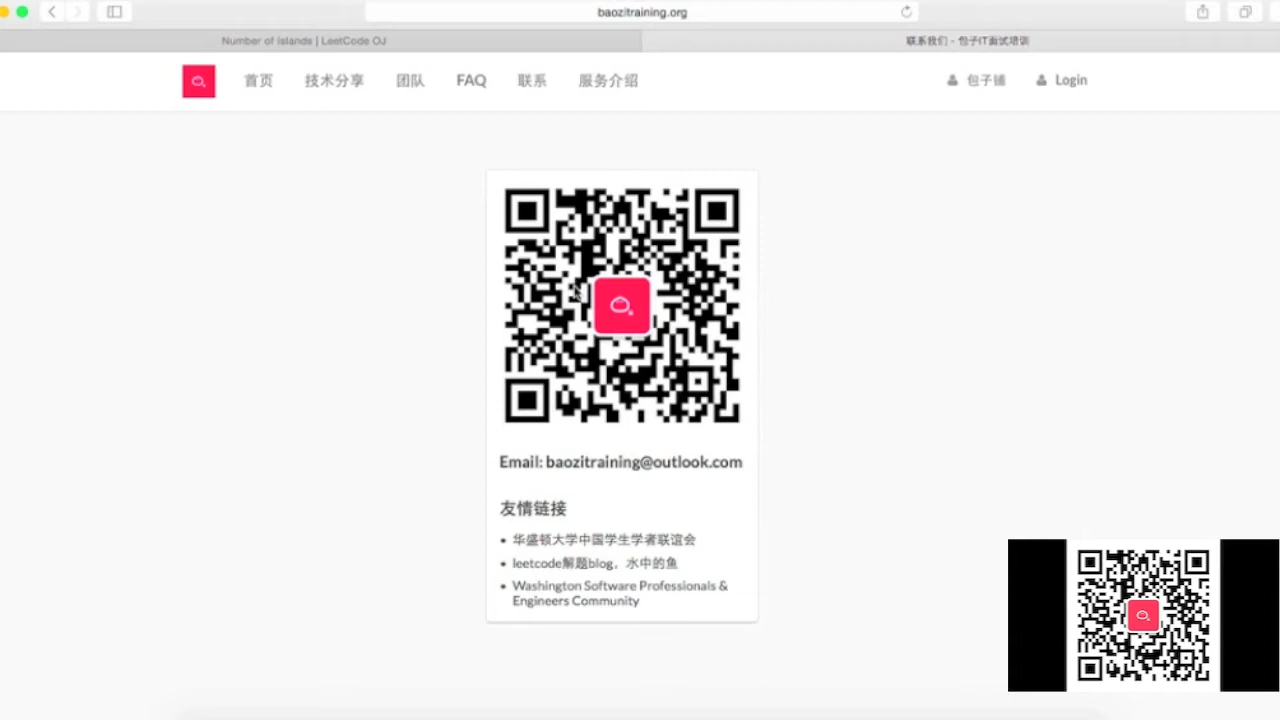 baozitraining.org
Number of Islands | LeetCode OJ
联系我们 - 包子IT面试培训
首页 技术分享 团队 FAQ 联系 服务介绍 包子铺 Login
Email: baozitraining@outlook.com
友情链接
华盛顿大学中国学生学者联谊会
leetcode解题blog，水中的鱼
Washington Software Professionals &
Engineers Community